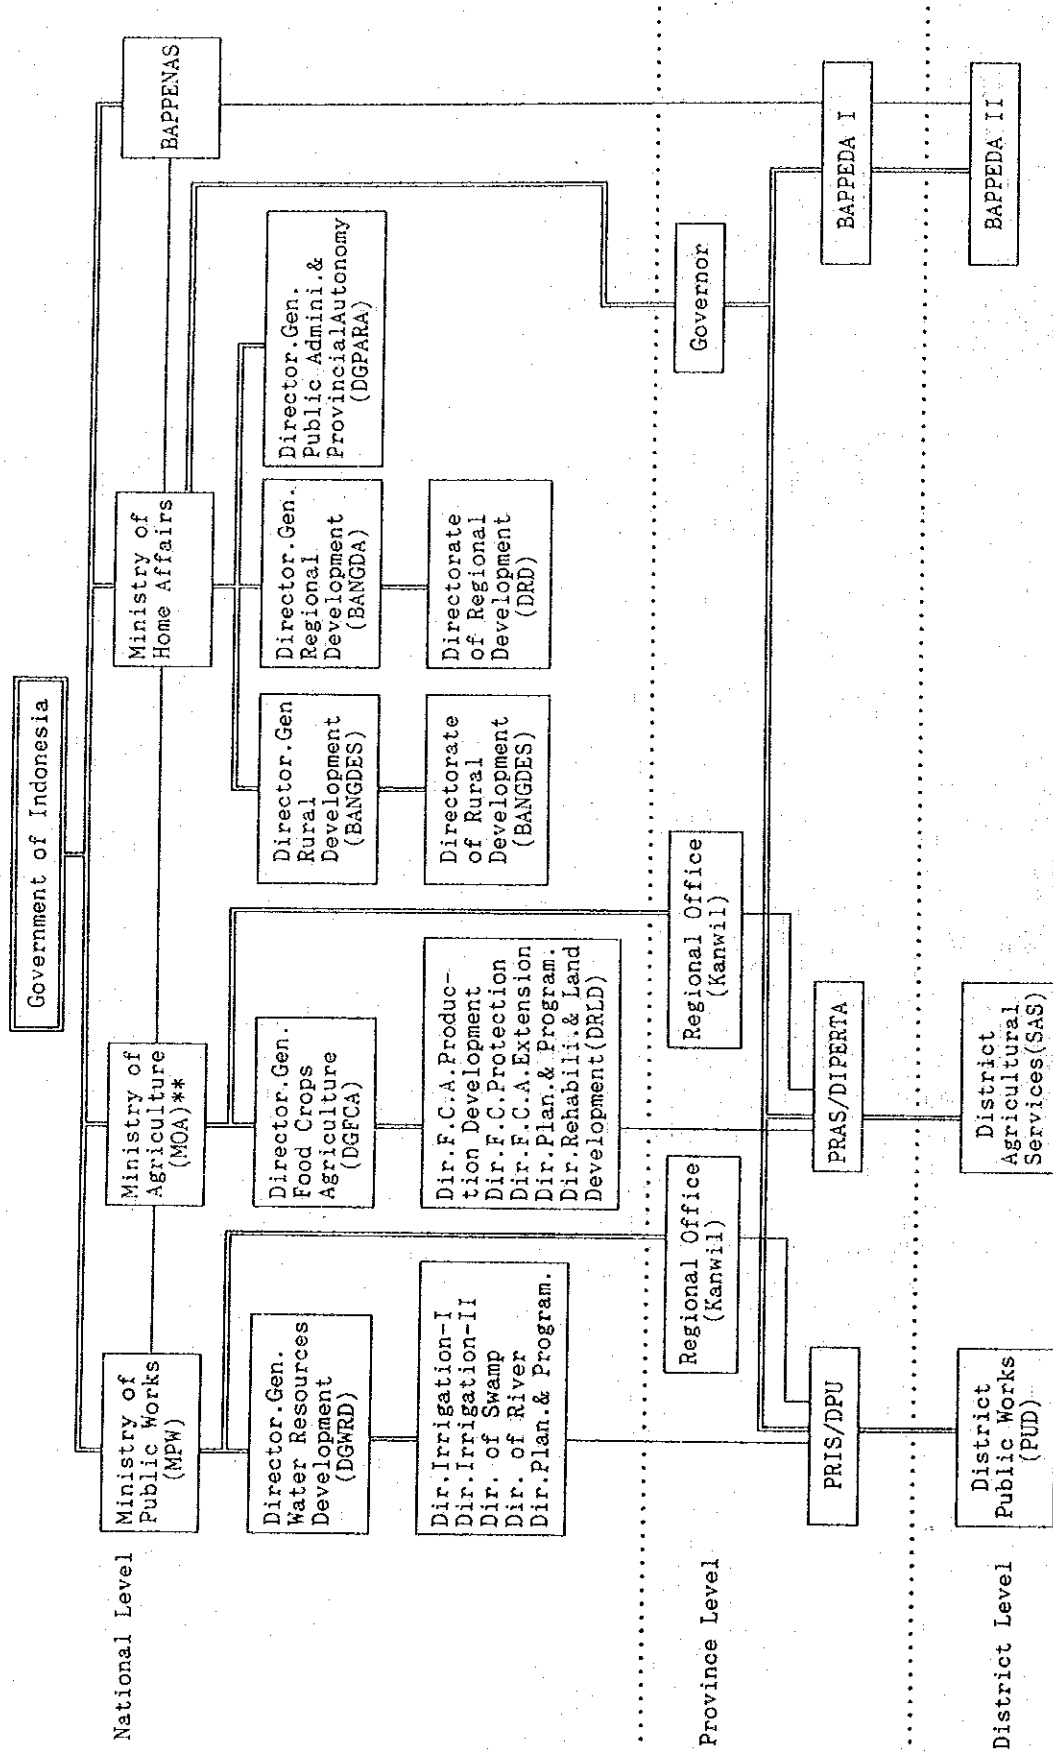 Government of Indonesia
National Level
Ministry of
Public Works
(MPW)
Ministry of
Agriculture
(MOA)**
Ministry of
Home Affairs
BAPPENAS
Director.Gen.
Water Resources
Development
(DGWRD)
Director.Gen.
Food Crops
Agriculture
(DGFCA)
Director.Gen
Rural
Development
(BANGDES)
Director.Gen.
Regional
Development
(BANGDA)
Director.Gen.
Public Admini.&
ProvincialAutonomy
(DGPARA)
Dir.Irrigation-I
Dir.Irrigation-II
Dir. of Swamp
Dir. of River
Dir.Plan.& Program.
Dir.F.C.A.Produc-
tion Development
Dir.F.C.Protection
Dir.F.C.A.Extension
Dir.Plan.& Program.
Dir.Rehabili.& Land
Development(DRLD)
Directorate
of Rural
Development
(BANGDES)
Directorate
of Regional
Development
(DRD)
Province Level
Regional Office
(Kanwil)
Regional Office
(Kanwil)
Governor
PRIS/DPU
PRAS/DIPERTA
BAPPEDA I
District Level
District
Public Works
(PUD)
District
Agricultural
Services(SAS)
BAPPEDA II